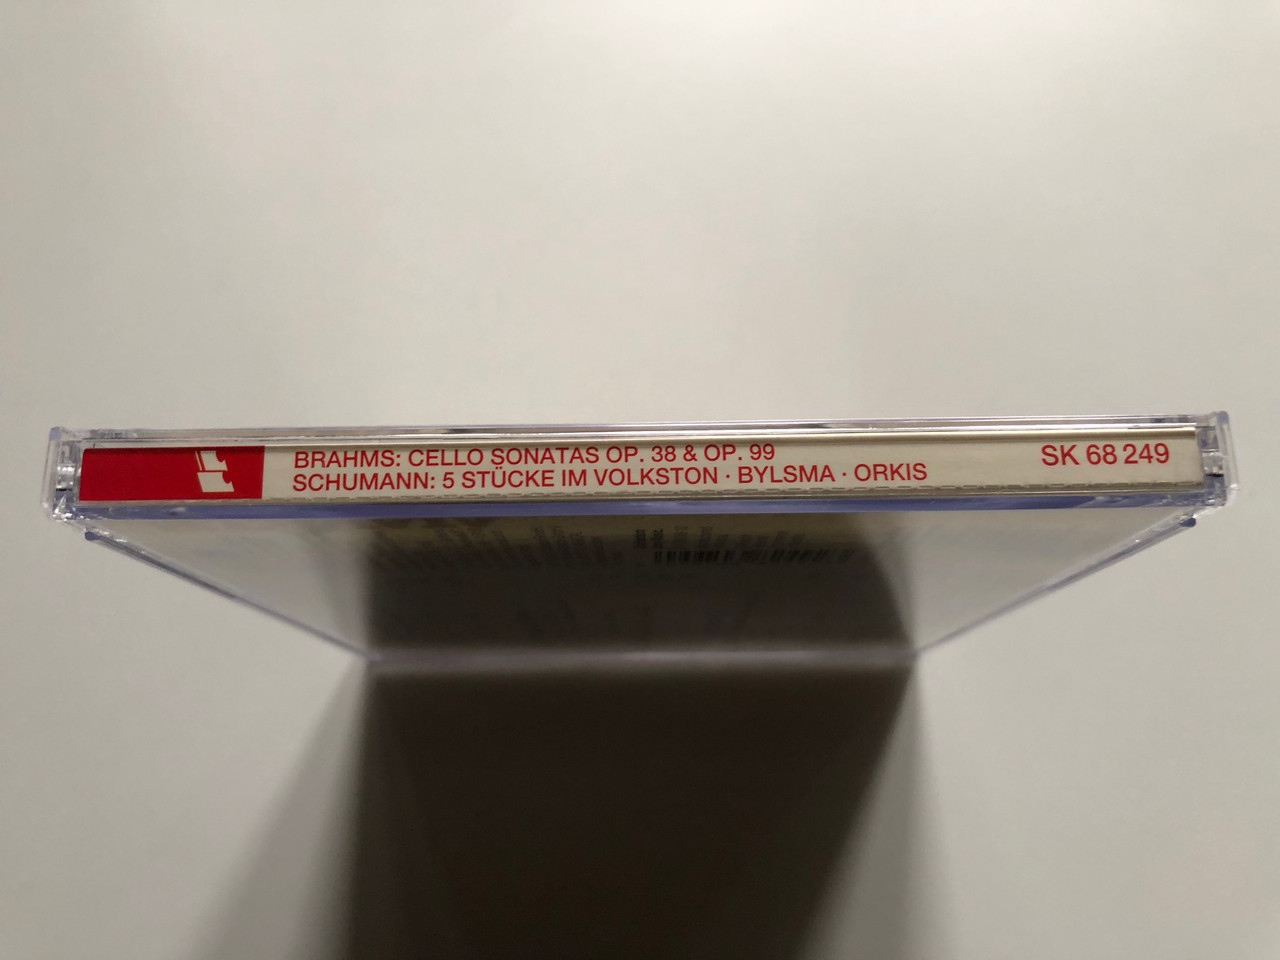 BRAHMS: CELLO SONATAS OP. 38 & OP. 99
SCHUMANN: 5 STÜCKE IM VOLKSTON · BYLSMA · ORKIS
SK 68 249